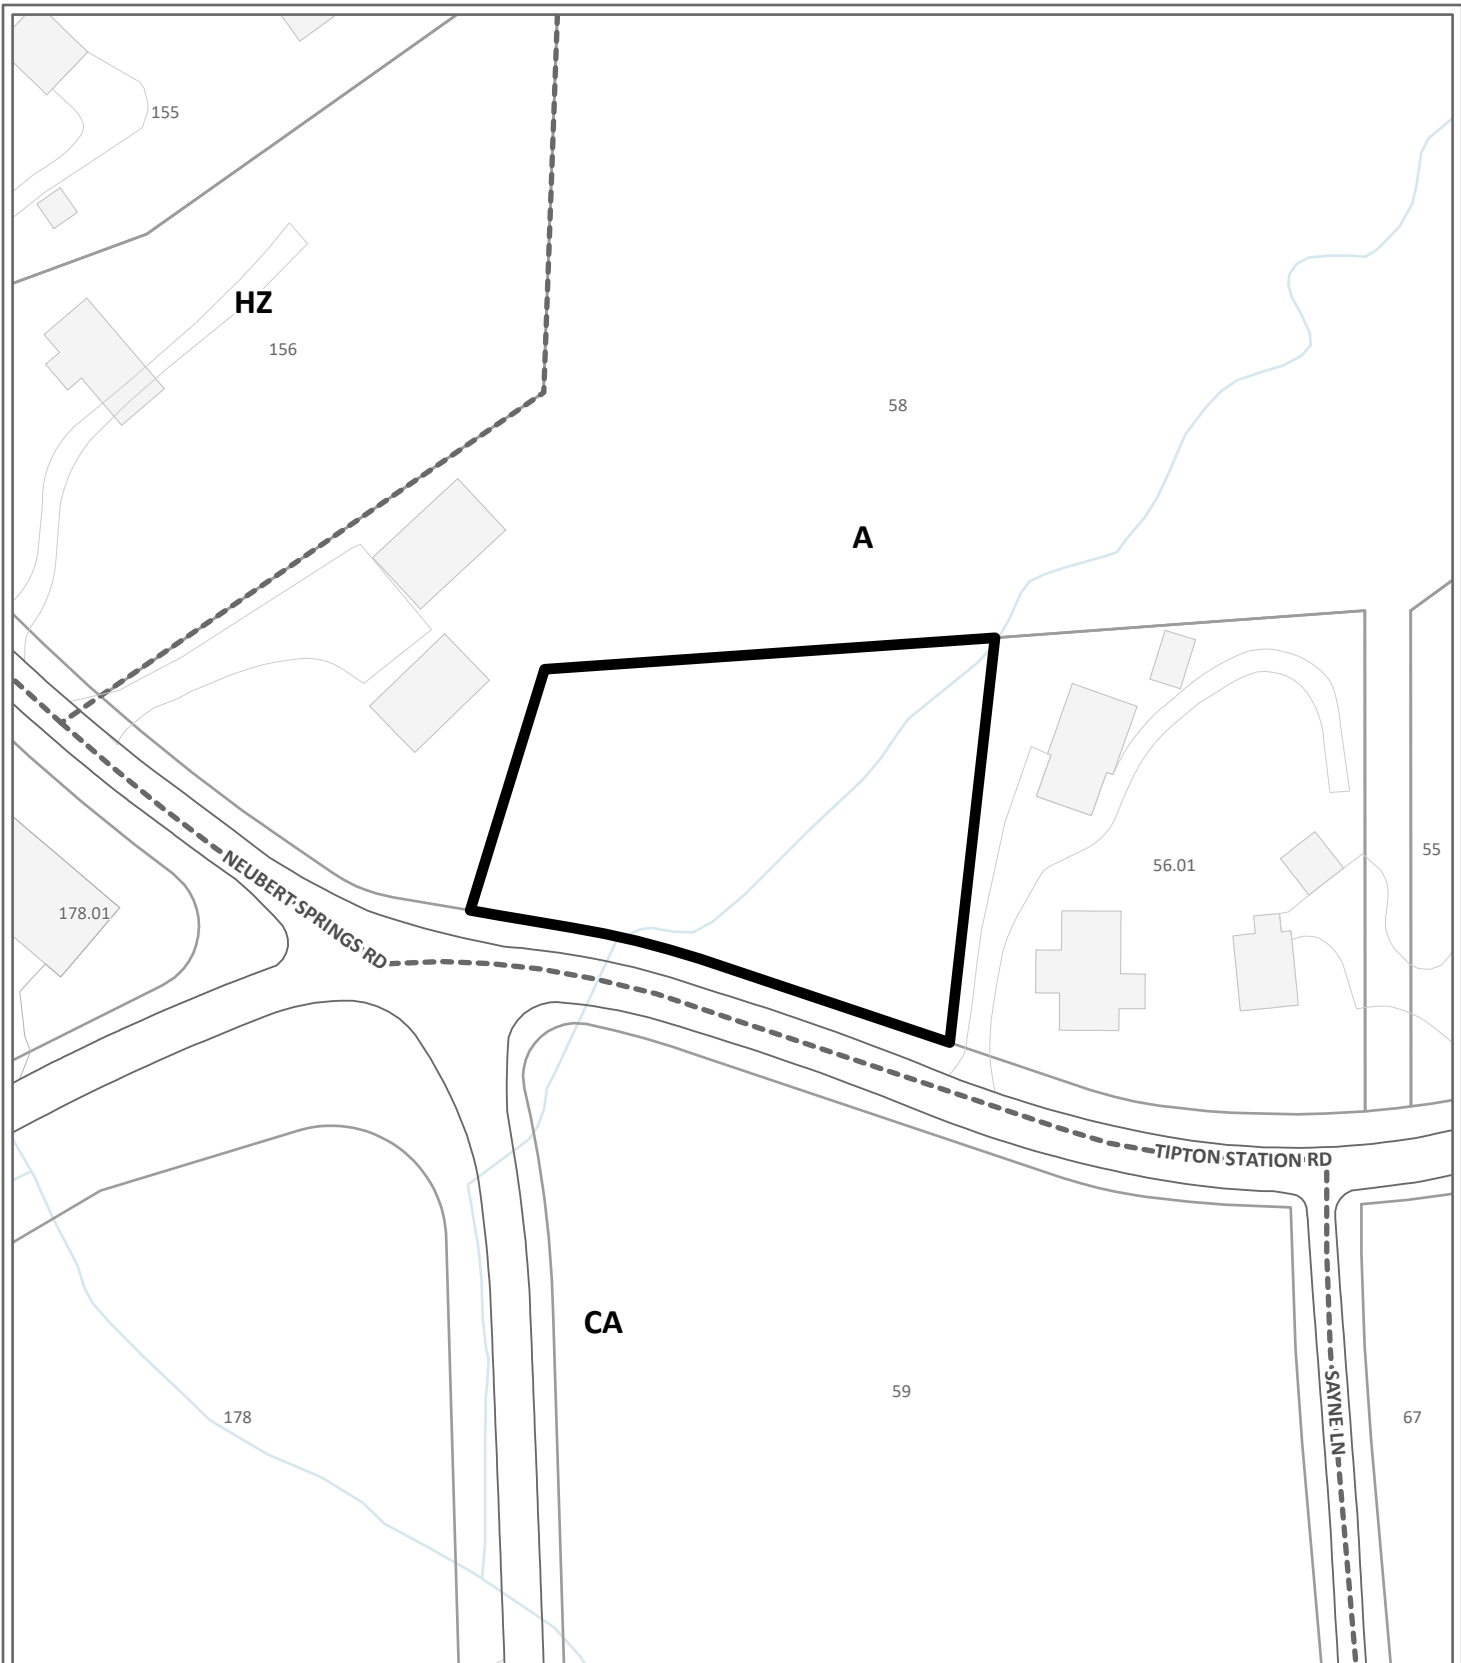 155
HZ
156
58
A
55
56.01
NEUBERT SPRINGS RD
178.01
TIPTON STATION RD
CA
59
SAYNE LN
178
67